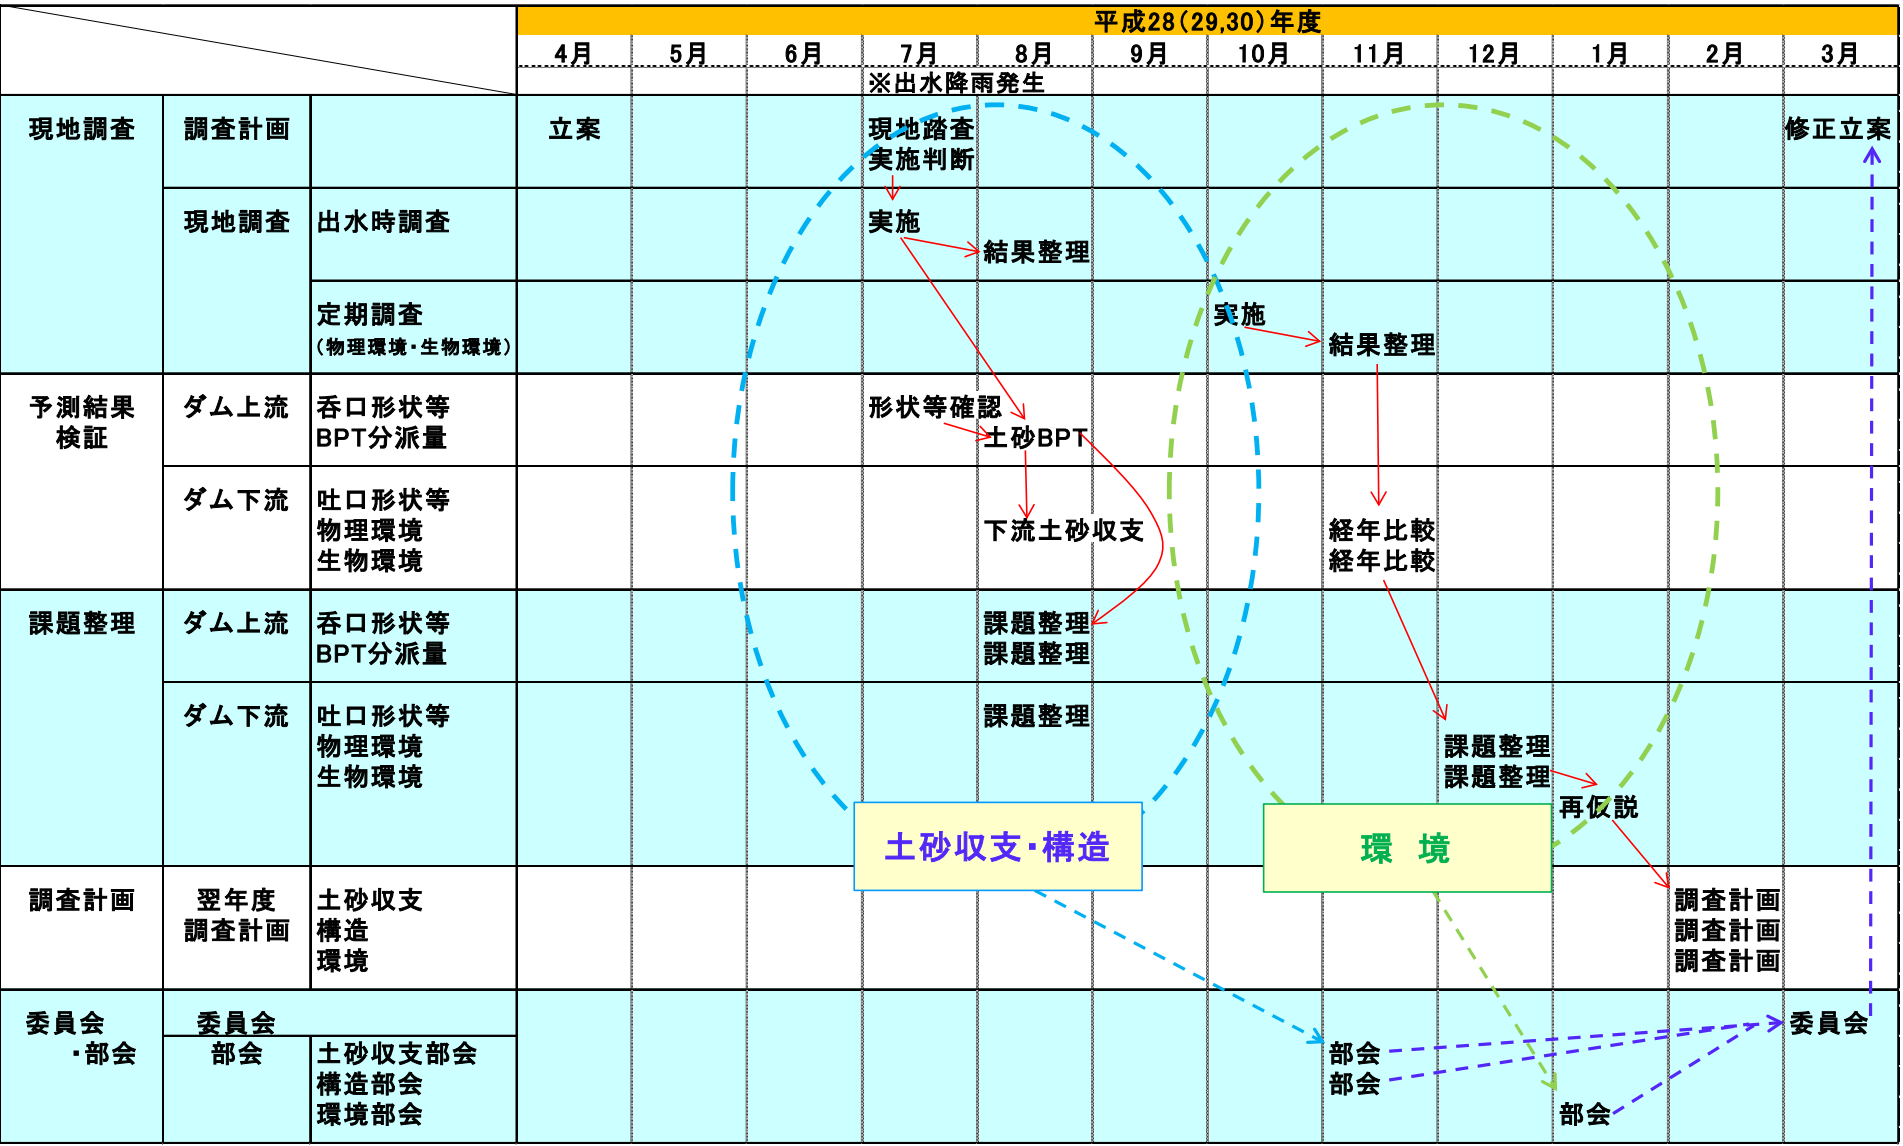 平成28（29,30）年度
4月 5月 6月 7月 8月 9月 10月 11月 12月 1月 2月 3月
※出水降雨発生
現地調査 調査計画 立案 現地踏査 修正立案
実施判断
現地調査 出水時調査 実施
結果整理
定期調査 実施
（物理環境・生物環境） 結果整理
予測結果 ダム上流 呑口形状等 形状等確認
検証 BPT分派量 土砂BPT
ダム下流 吐口形状等
物理環境 下流土砂収支 経年比較
生物環境 経年比較
課題整理 ダム上流 呑口形状等 課題整理
BPT分派量 課題整理
ダム下流 吐口形状等 課題整理
物理環境 課題整理
生物環境 課題整理
再仮説
土砂収支・構造 環 境
調査計画 翌年度 土砂収支 調査計画
調査計画 構造 調査計画
環境 調査計画
委員会 委員会 委員会
・部会 部会 土砂収支部会 部会
構造部会 部会
環境部会 部会